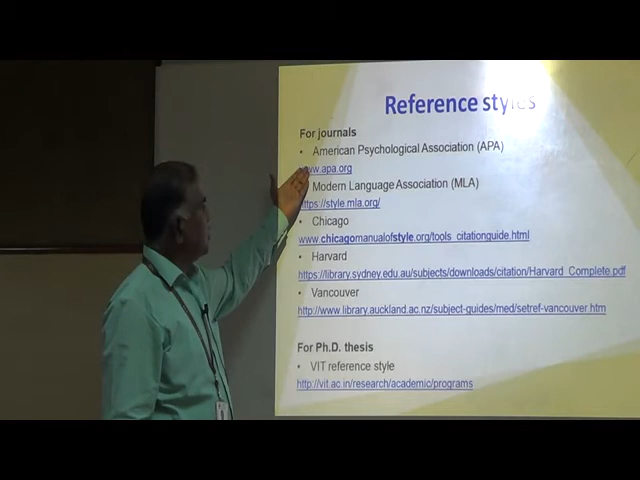 Reference styles
For journals
• American Psychological Association (APA)
www.apa.org
Modern Language Association (MLA)
https://style.mla.org/
• Chicago
www.chicagomanualofstyle.org/tools_citationguide.html
• Harvard
https://library.sydney.edu.au/subjects/downloads/citation/Harvard_Complete.pdf
• Vancouver
http://www.library.auckland.ac.nz/subject-guides/med/setref-vancouver.htm
For Ph.D. thesis
• VIT reference style
http://vit.ac.in/research/academic/programs